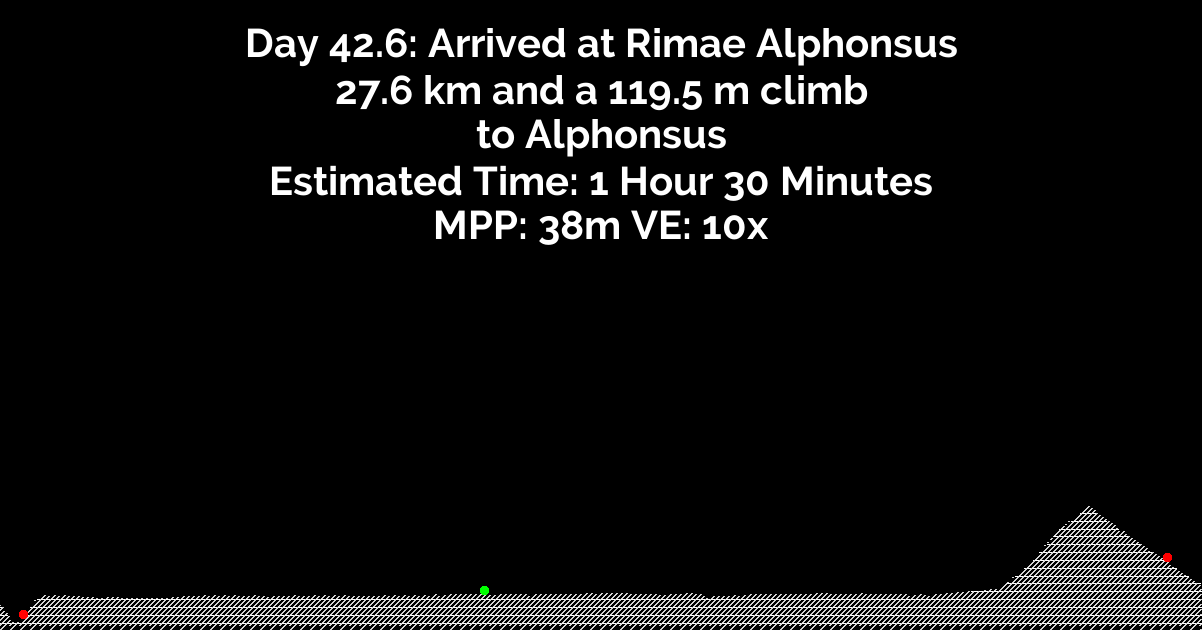 Day 42.6: Arrived at Rimae Alphonsus
27.6 km and a 119.5 m climb
to Alphonsus
Estimated Time: 1 Hour 30 Minutes
MPP: 38m VE: 10x